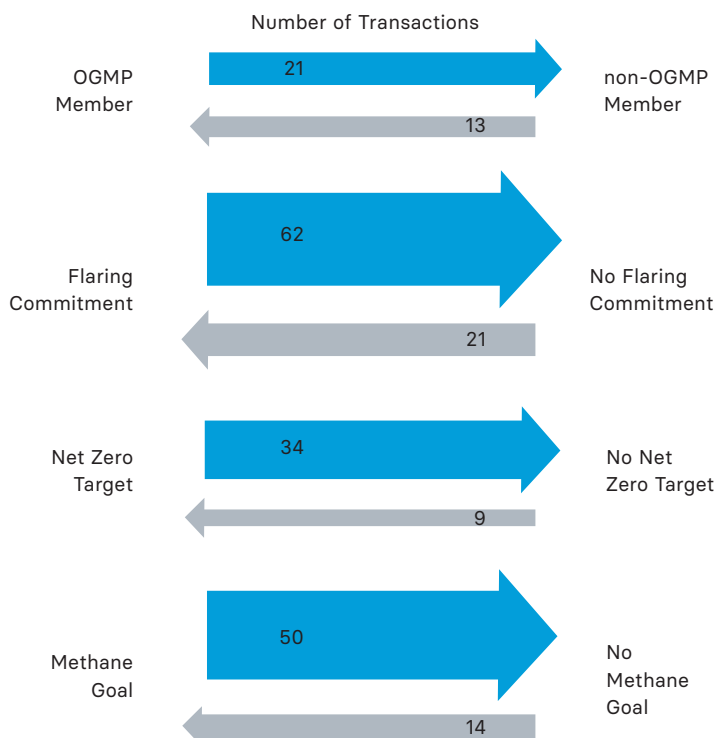 Number of Transactions
OGMP
Member
21
non-OGMP
Member
13
Flaring
Commitment
62
No Flaring
Commitment
21
Net Zero
Target
34
No Net
Zero Target
9
Methane
Goal
50
No
Methane
Goal
14